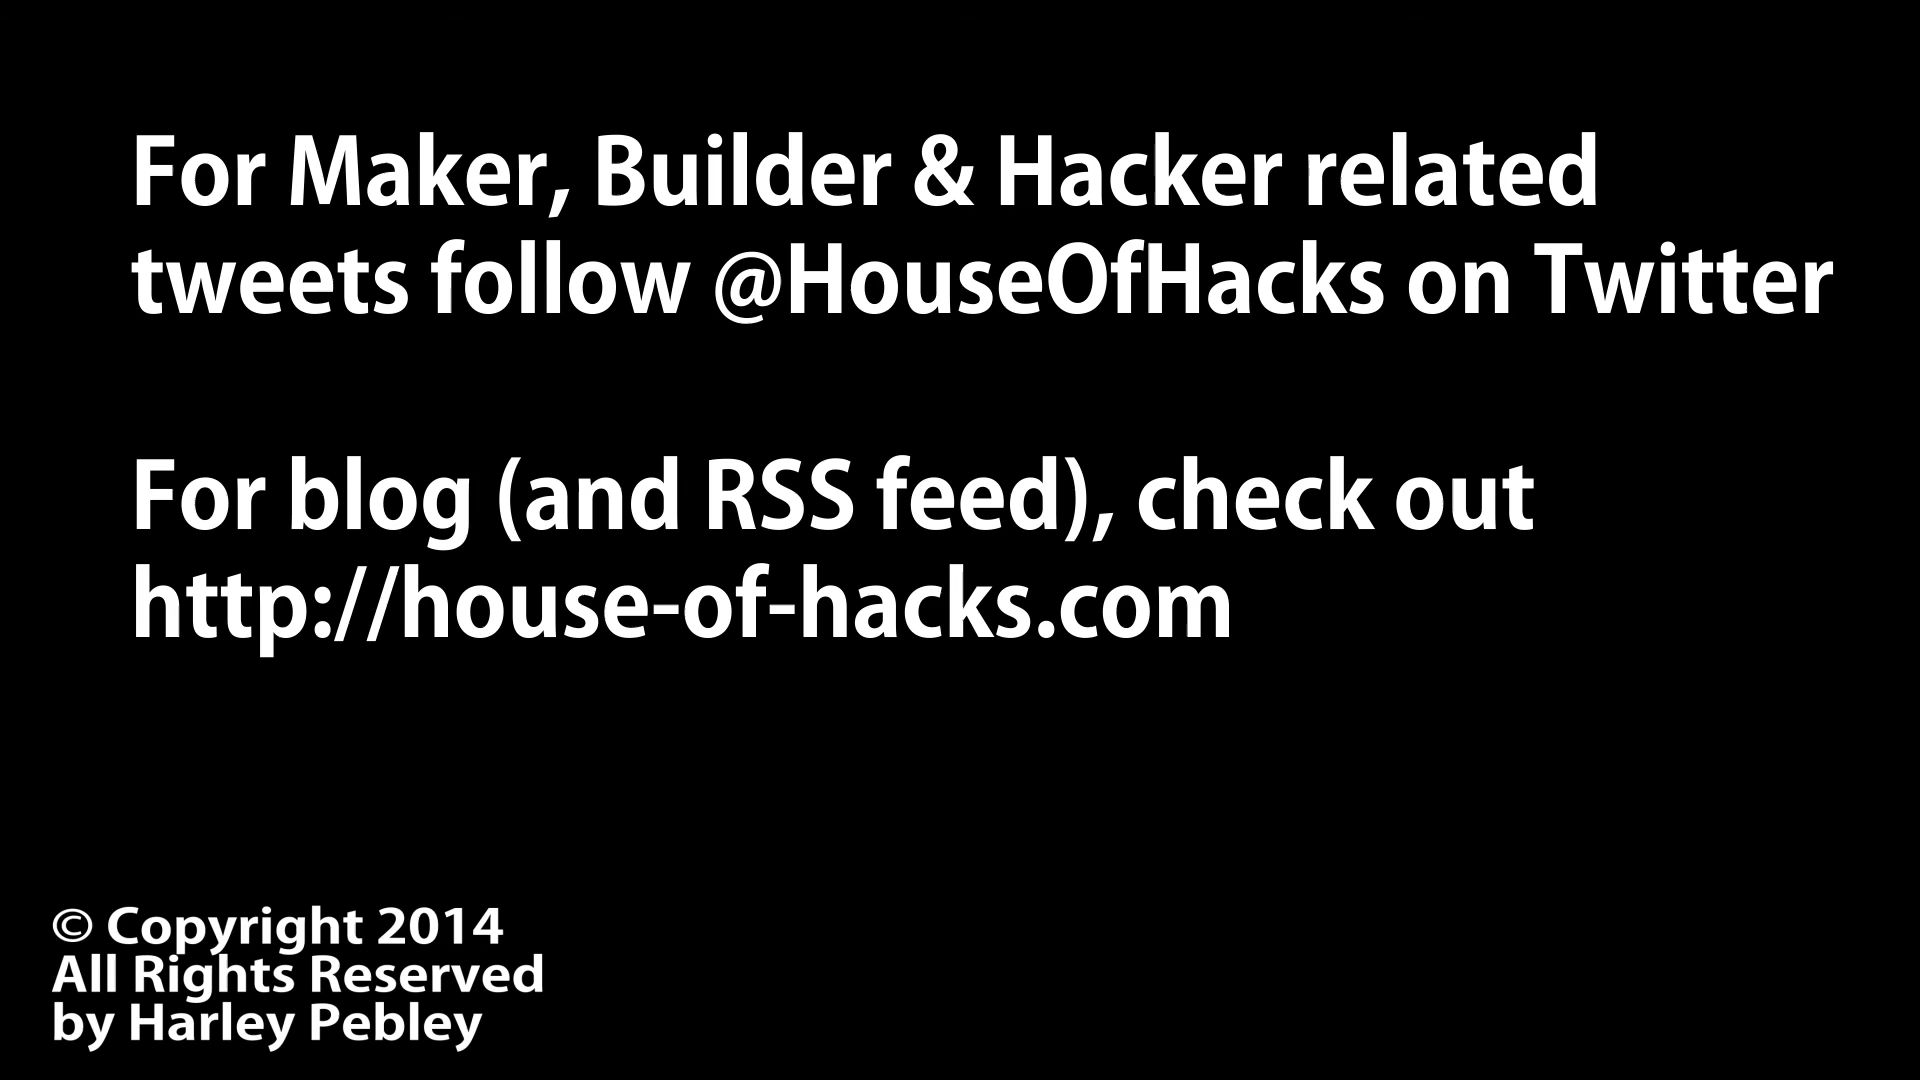 For Maker, Builder & Hacker related
tweets follow @HouseOfHacks on Twitter
For blog (and RSS feed), check out
http://house-of-hacks.com
© Copyright 2014
All Rights Reserved
by Harley Pebley